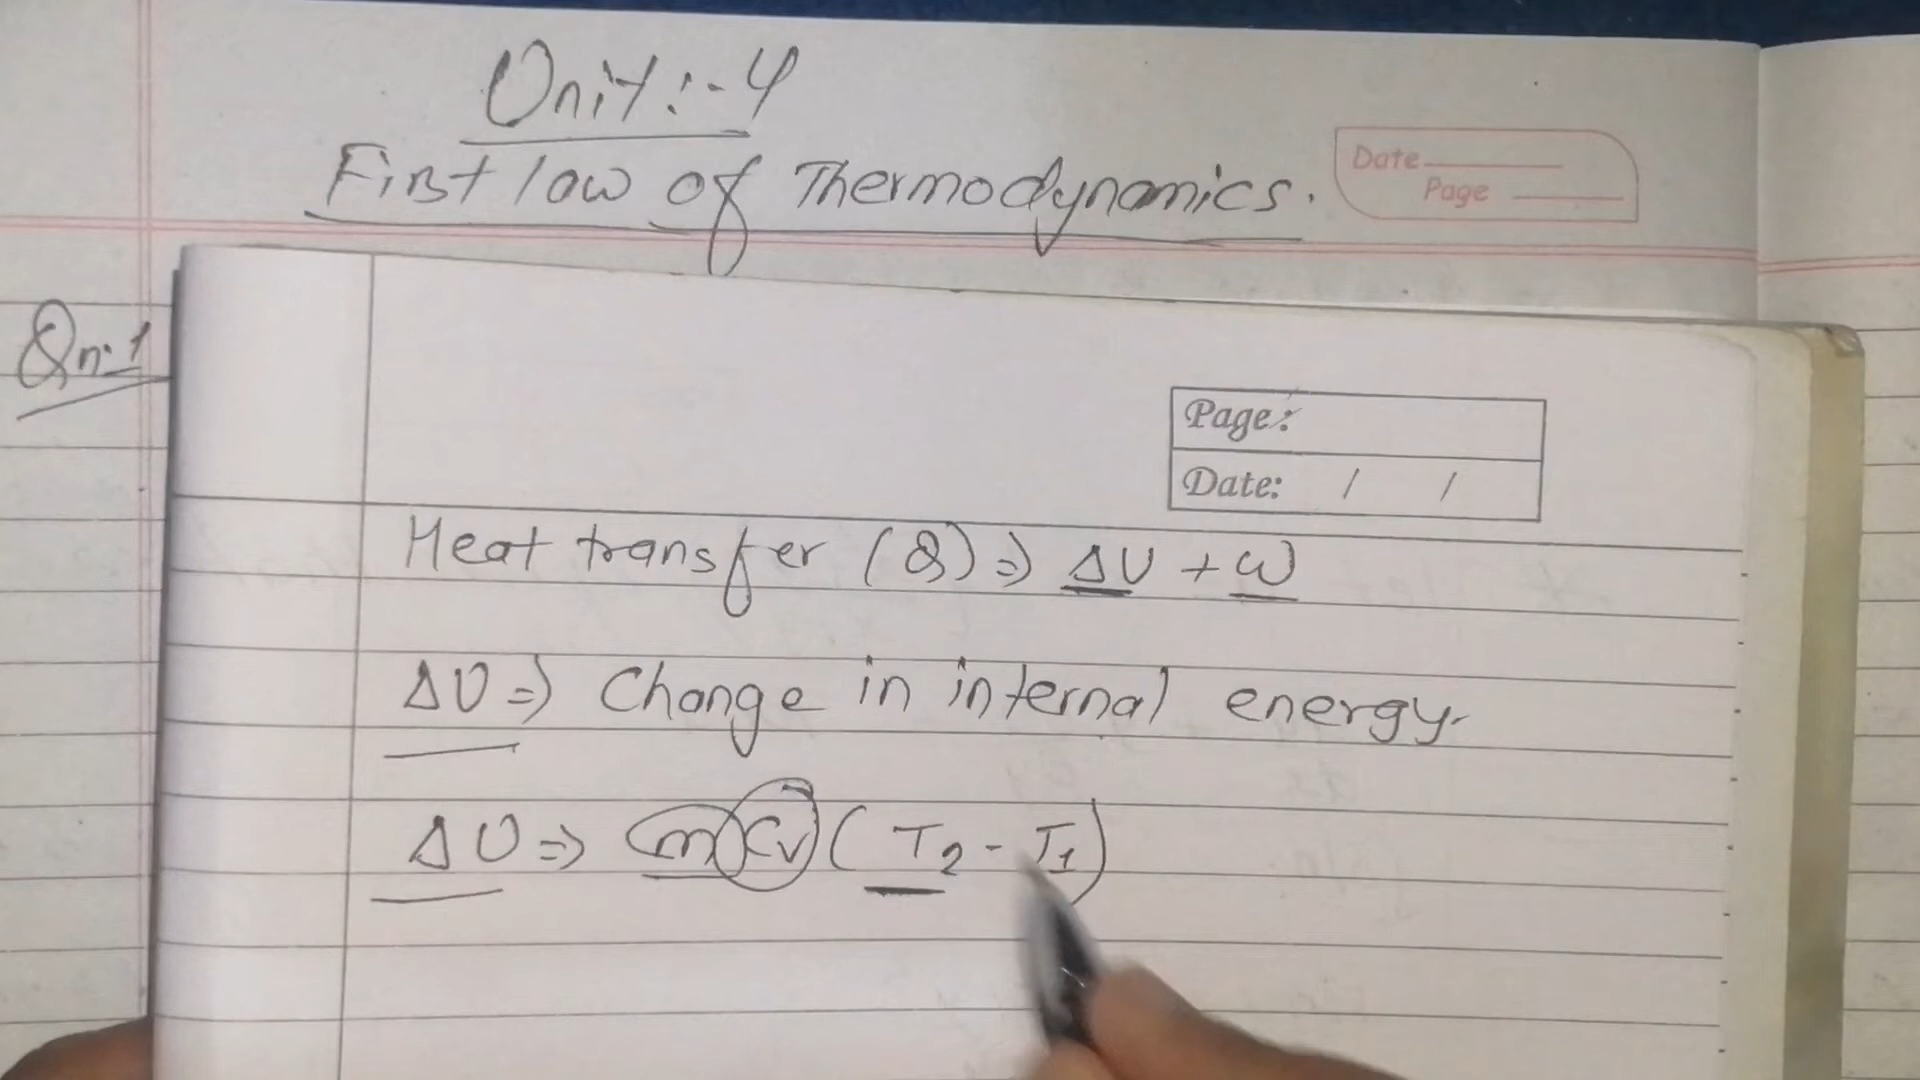 Unit :- 4
First law of Thermodynamics.
Date
Page
Qn.1
Page:
Date: / /
Heat transfer (Q) => ΔU + W
ΔU => Change in internal energy.
ΔU => m Cv (T2 - T1)